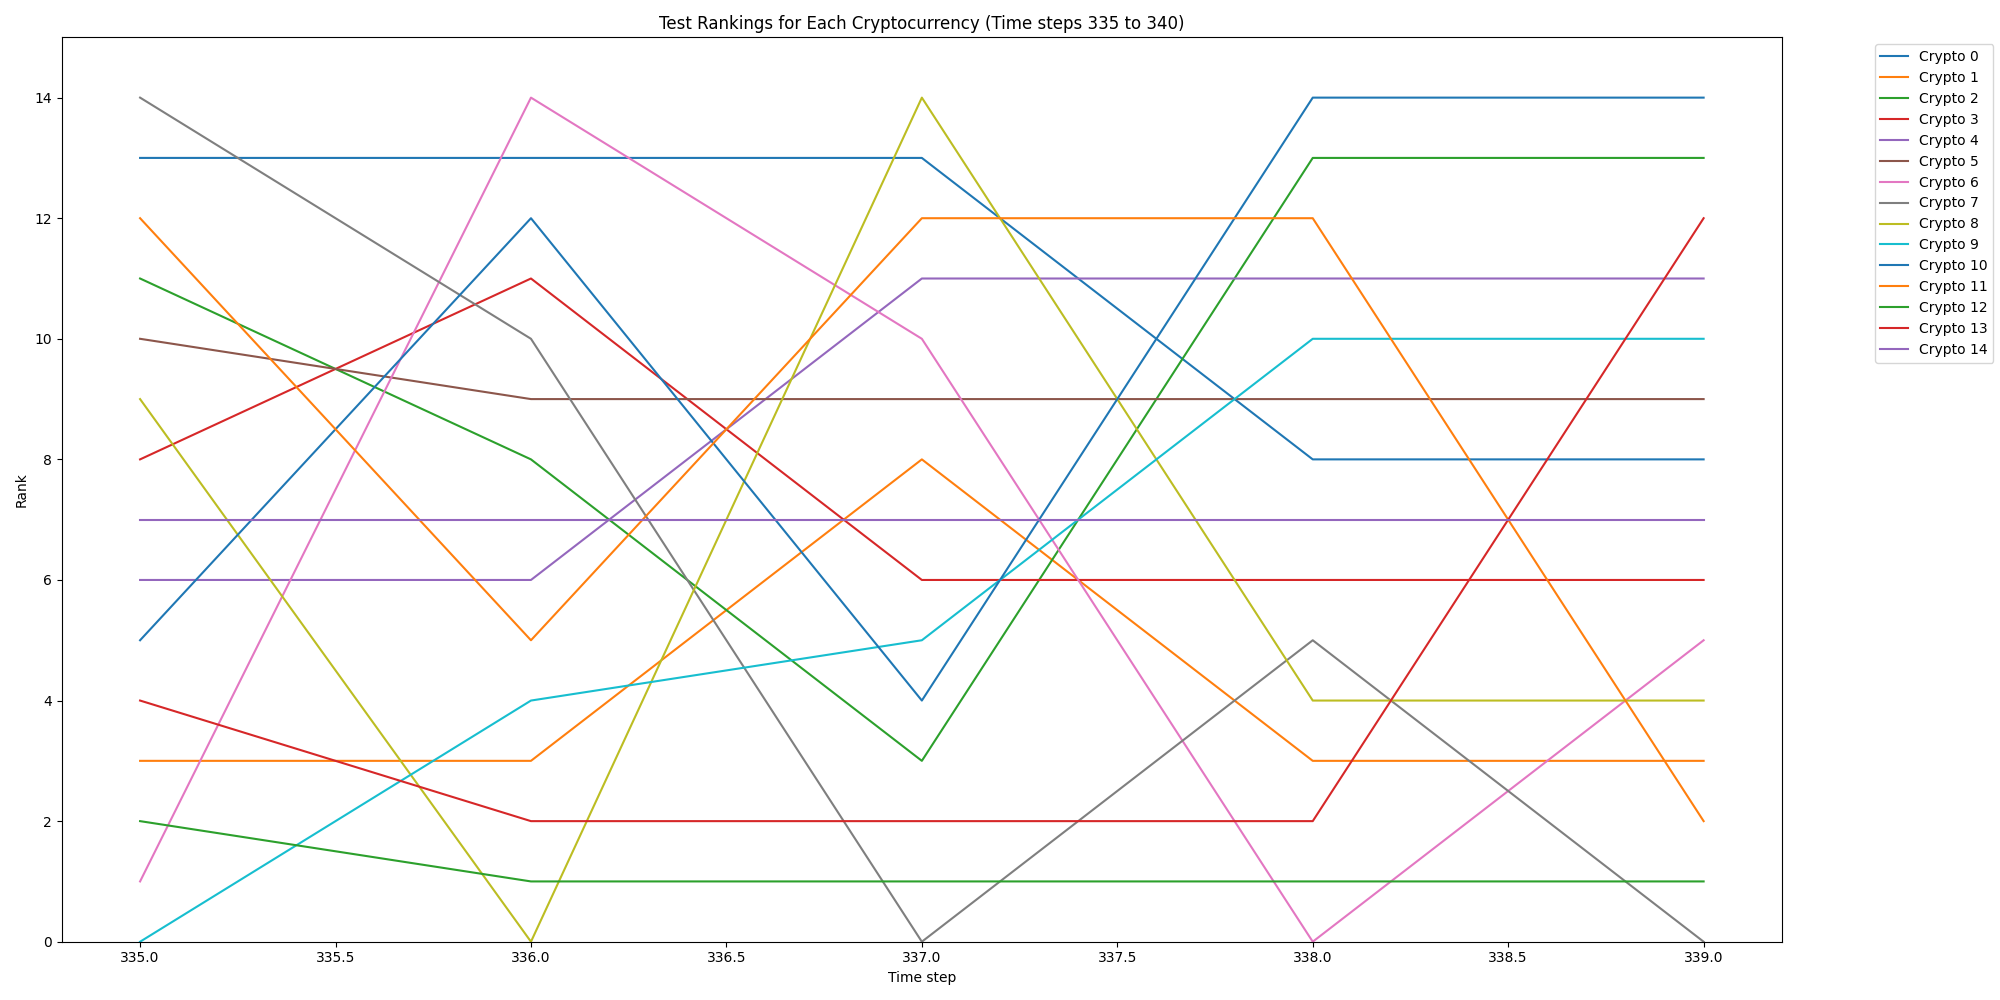 Test Rankings for Each Cryptocurrency (Time steps 335 to 340)
Crypto 0
Crypto 1
Crypto 2
Crypto 3
Crypto 4
Crypto 5
Crypto 6
Crypto 7
Crypto 8
Crypto 9
Crypto 10
Crypto 11
Crypto 12
Crypto 13
Crypto 14
Rank
14
12
10
8
6
4
2
0
335.0 335.5 336.0 336.5 337.0 337.5 338.0 338.5 339.0
Time step